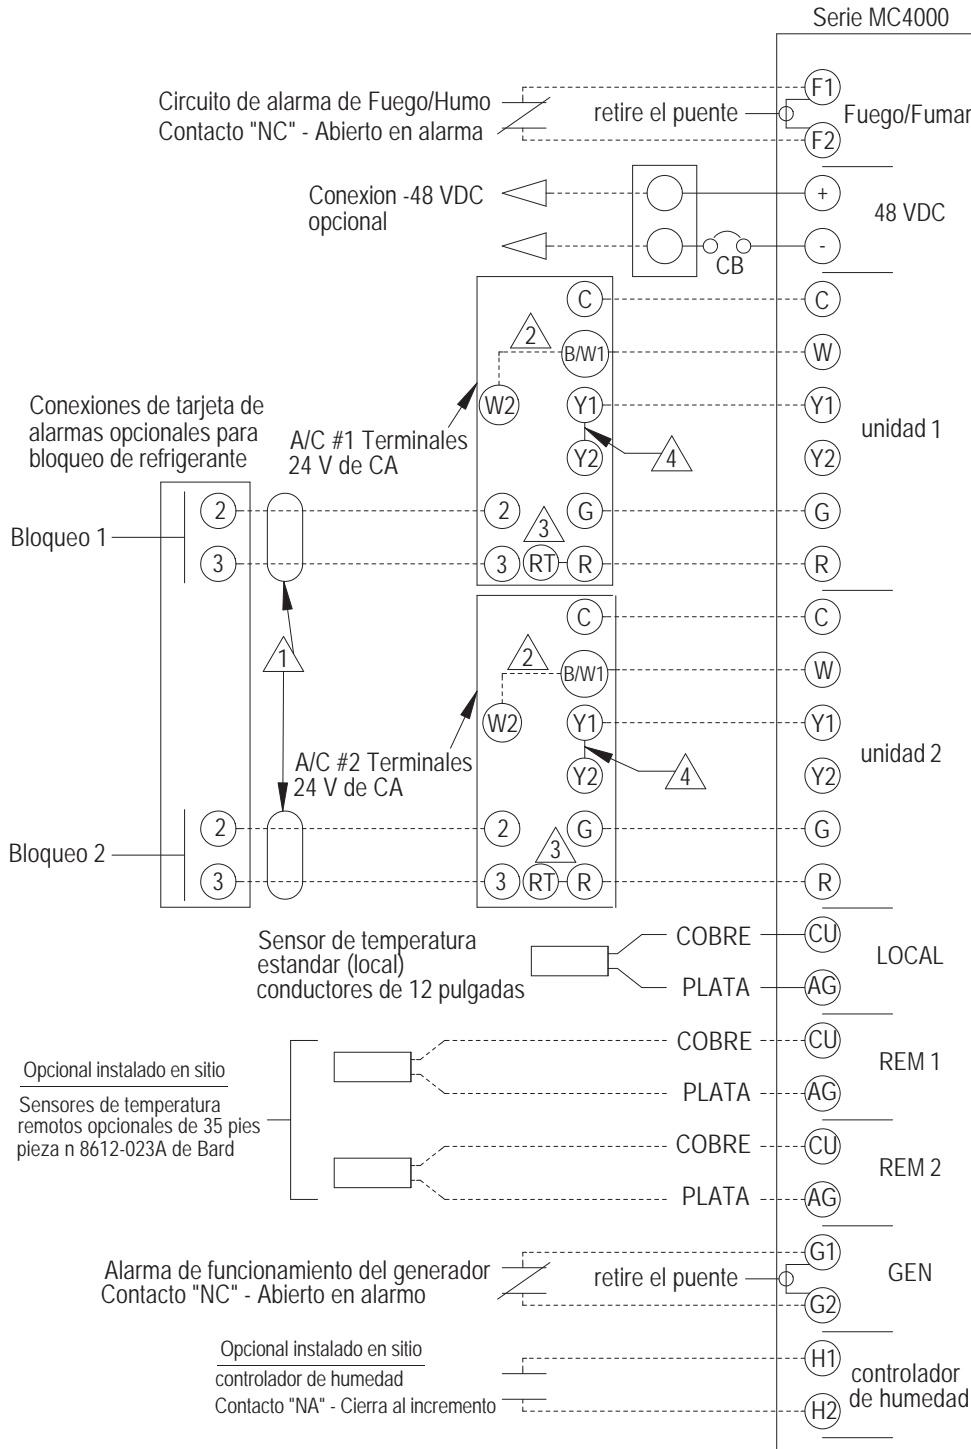 Serie MC4000
Circuito de alarma de Fuego/Humo
Contacto "NC" - Abierto en alarma
retire el puente
F1
F2
Fuego/Fumar
Conexion -48 VDC
opcional
CB
+
-
48 VDC
Conexiones de tarjeta de
alarmas opcionales para
bloqueo de refrigerante
Bloqueo 1
2
3
1
A/C #1 Terminales
24 V de CA
C
2
B/W1
W2
Y1
Y2
4
2
G
3
3
RT
R
C
W
Y1
Y2
G
R
unidad 1
Bloqueo 2
2
3
A/C #2 Terminales
24 V de CA
C
2
B/W1
W2
Y1
Y2
4
2
G
3
3
RT
R
C
W
Y1
Y2
G
R
unidad 2
Sensor de temperatura
estandar (local)
conductores de 12 pulgadas
COBRE
PLATA
CU
AG
LOCAL
Opcional instalado en sitio
Sensores de temperatura
remotos opcionales de 35 pies
pieza n 8612-023A de Bard
COBRE
PLATA
CU
AG
REM 1
COBRE
PLATA
CU
AG
REM 2
Alarma de funcionamiento del generador
Contacto "NC" - Abierto en alarmo
retire el puente
G1
G2
GEN
Opcional instalado en sitio
controlador de humedad
Contacto "NA" - Cierra al incremento
H1
H2
controlador
de humedad